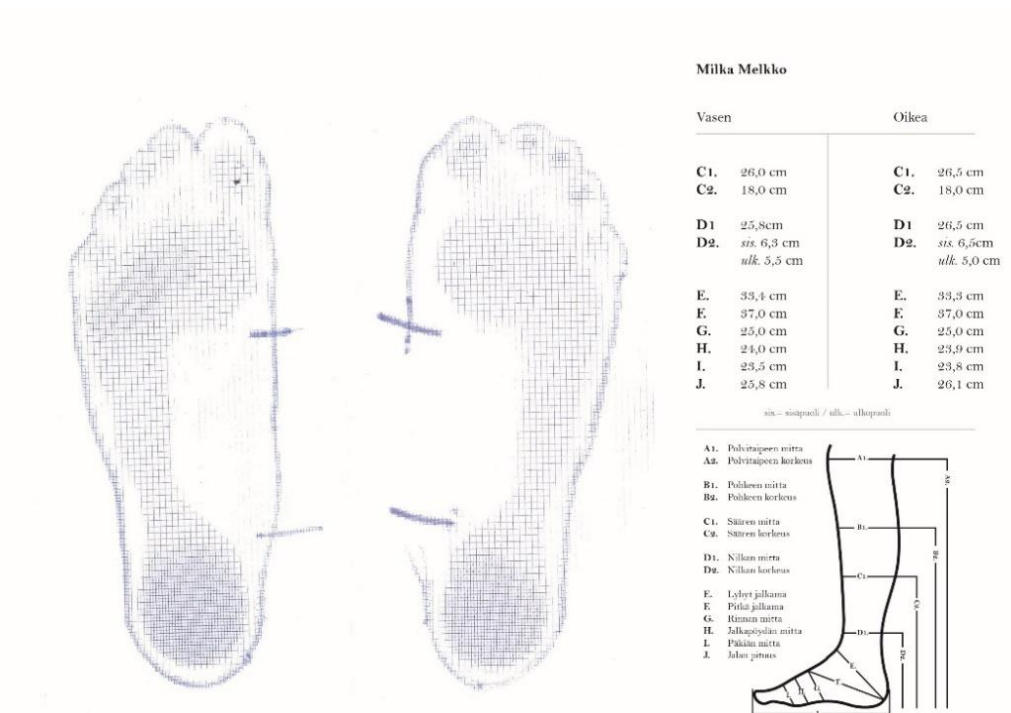 Milka Melkko
Vasen
C1. 26,0 cm
C2. 18,0 cm
D1 25,8cm
D2. sis. 6,3 cm
ulk. 5,5 cm
E. 33,4 cm
F. 37,0 cm
G. 25,0 cm
H. 24,0 cm
I. 23,5 cm
J. 25,8 cm
Oikea
C1. 26,5 cm
C2. 18,0 cm
D1 26,5 cm
D2. sis. 6,5cm
ulk. 5,0 cm
E. 33,3 cm
F. 37,0 cm
G. 25,0 cm
H. 23,9 cm
I. 23,8 cm
J. 26,1 cm
sis.– sisäpuoli / ulk.– ulkopuoli
A1. Polvitaipeen mitta
A2. Polvitaipeen korkeus
B1. Pohkeen mitta
B2. Pohkeen korkeus
C1. Säären mitta
C2. Säären korkeus
D1. Nilkan mitta
D2. Nilkan korkeus
E. Lyhyt jalkama
F. Pitkä jalkama
G. Rinnan mitta
H. Jalkapöydän mitta
I. Päkiän mitta
J. Jalan pituus
A1.
A2.
B1.
B2.
C1.
C2.
D1.
D2.
E.
F.
G.
H.
I.